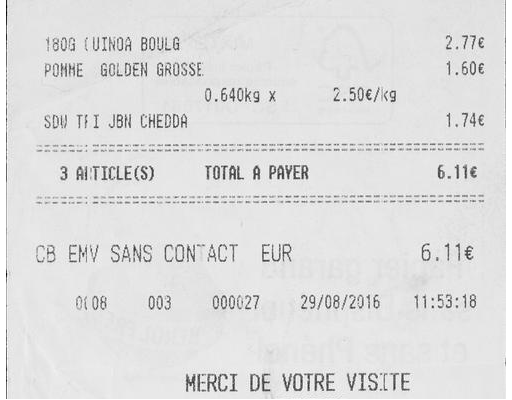 180G QUINOA BOULG 2.77€
POMME GOLDEN GROSSE 1.60€
0.640kg x 2.50€/kg
SDW TRI JBN CHEDDA 1.74€
3 ARTICLE(S) TOTAL A PAYER 6.11€
CB EMV SANS CONTACT EUR 6.11€
0008 003 000027 29/08/2016 11:53:18
MERCI DE VOTRE VISITE